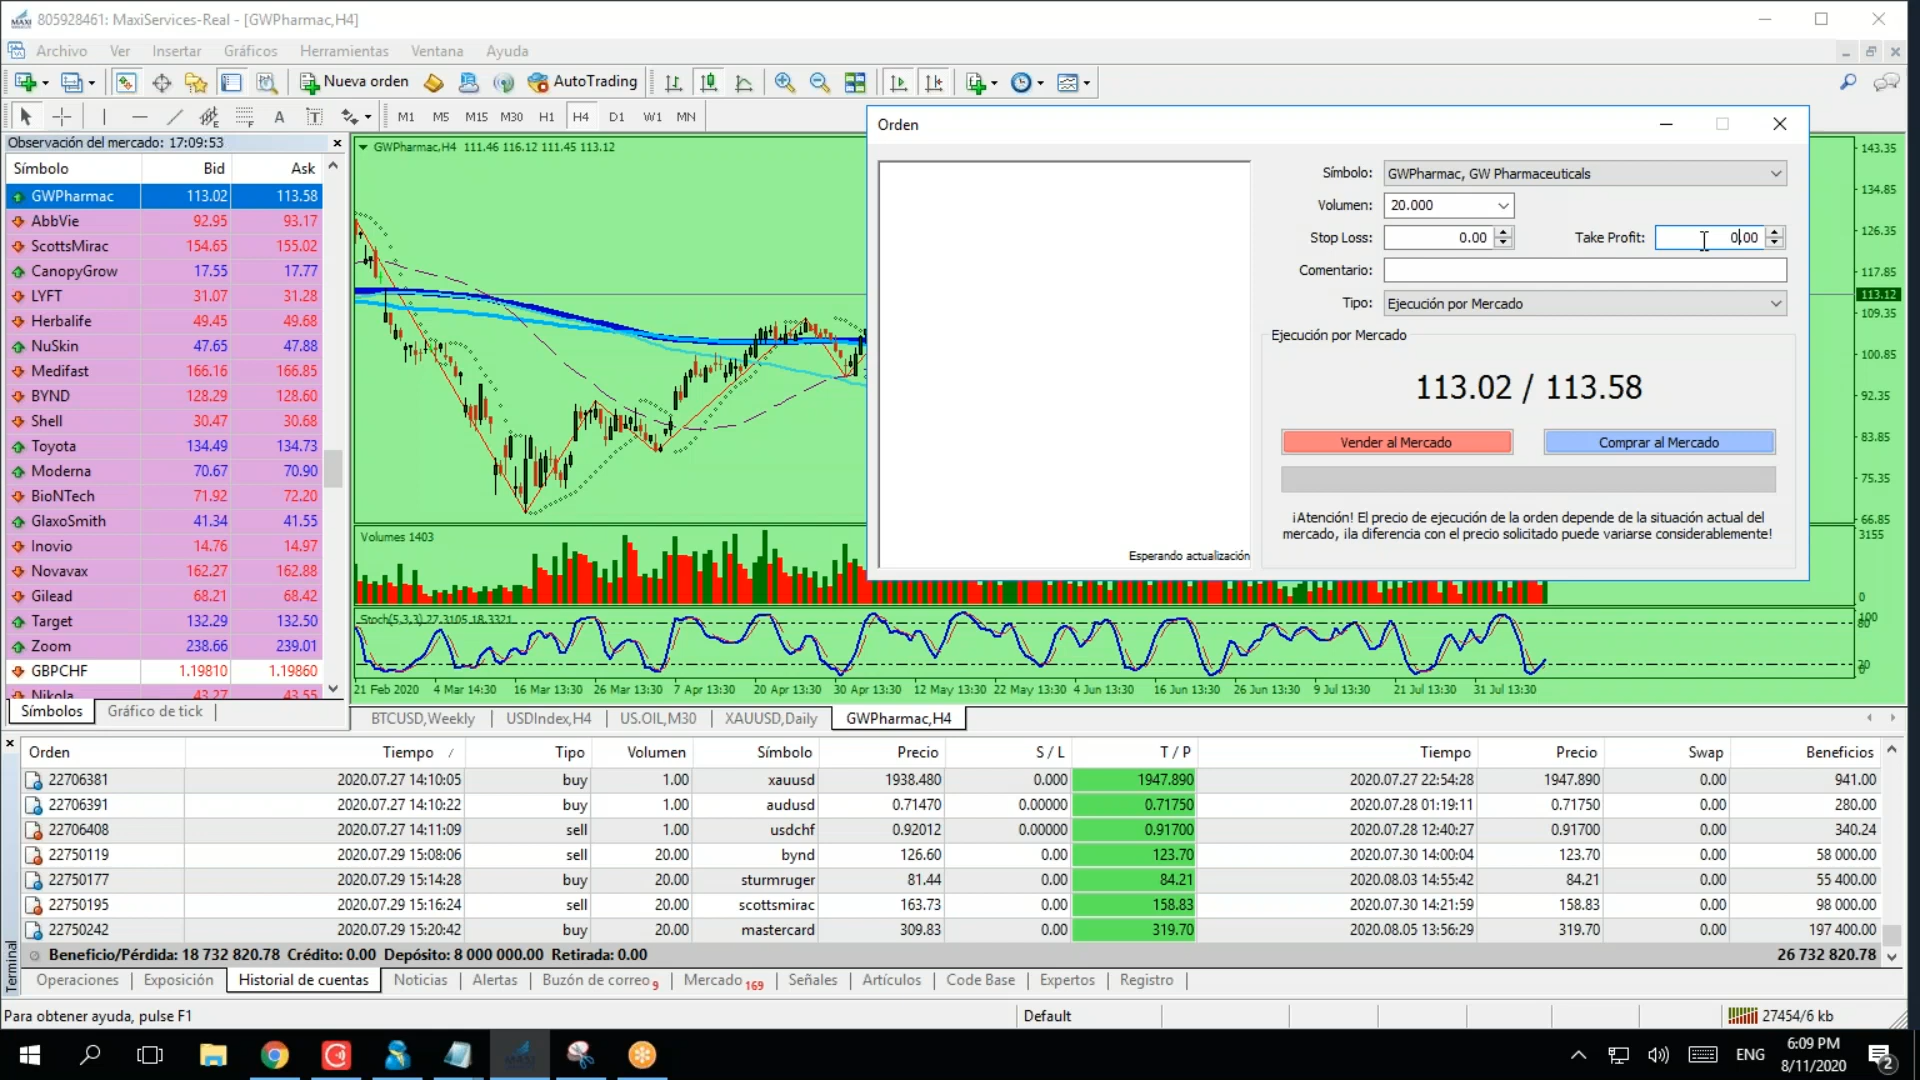 805928461: MaxiServices-Real - [GWPharmac,H4]
Archivo Ver Insertar Gráficos Herramientas Ventana Ayuda
Nueva orden AutoTrading
M1 M5 M15 M30 H1 H4 D1 W1 MN
Observación del mercado: 17:09:53
Símbolo Bid Ask
GWPharmac 113.02 113.58
AbbVie 92.95 93.17
ScottsMirac 154.65 155.02
CanopyGrow 17.55 17.77
LYFT 31.07 31.28
Herbalife 49.45 49.68
NuSkin 47.65 47.88
Medifast 166.16 166.85
BYND 128.29 128.60
Shell 30.47 30.68
Toyota 134.49 134.73
Moderna 70.67 70.90
BioNTech 71.92 72.20
GlaxoSmith 41.34 41.55
Inovio 14.76 14.97
Novavax 162.27 162.88
Gilead 68.21 68.42
Target 132.29 132.50
Zoom 238.66 239.01
GBPCHF 1.19810 1.19860
Nikola 43.27 43.55
Símbolos Gráfico de tick
GWPharmac,H4 111.46 116.12 111.45 113.12
143.35
134.85
126.35
117.85
113.12
109.35
100.85
92.35
83.85
75.35
66.85
Volumes 1403
3155
0
Stoch(5,3,3) 27.3105 18.3321
100
80
20
0
21 Feb 2020 4 Mar 14:30 16 Mar 13:30 26 Mar 13:30 7 Apr 13:30 20 Apr 13:30 30 Apr 13:30 12 May 13:30 22 May 13:30 4 Jun 13:30 16 Jun 13:30 26 Jun 13:30 9 Jul 13:30 21 Jul 13:30 31 Jul 13:30
BTCUSD,Weekly USDIndex,H4 US.OIL,M30 XAUUSD,Daily GWPharmac,H4
Orden
Símbolo: GWPharmac, GW Pharmaceuticals
Volumen: 20.000
Stop Loss: 0.00 Take Profit: 0.00
Comentario:
Tipo: Ejecución por Mercado
Ejecución por Mercado
113.02 / 113.58
Vender al Mercado Comprar al Mercado
¡Atención! El precio de ejecución de la orden depende de la situación actual del
mercado, ¡la diferencia con el precio solicitado puede variarse considerablemente!
Esperando actualización
Orden Tiempo / Tipo Volumen Símbolo Precio S / L T / P Tiempo Precio Swap Beneficios
22706381 2020.07.27 14:10:05 buy 1.00 xauusd 1938.480 0.000 1947.890 2020.07.27 22:54:28 1947.890 0.00 941.00
22706391 2020.07.27 14:10:22 buy 1.00 audusd 0.71470 0.00000 0.71750 2020.07.28 01:19:11 0.71750 0.00 280.00
22706408 2020.07.27 14:11:09 sell 1.00 usdchf 0.92012 0.00000 0.91700 2020.07.28 12:40:27 0.91700 0.00 340.24
22750119 2020.07.29 15:08:06 sell 20.00 bynd 126.60 0.00 123.70 2020.07.30 14:00:04 123.70 0.00 58 000.00
22750177 2020.07.29 15:14:28 buy 20.00 sturmruger 81.44 0.00 84.21 2020.08.03 14:55:42 84.21 0.00 55 400.00
22750195 2020.07.29 15:16:24 sell 20.00 scottsmirac 163.73 0.00 158.83 2020.07.30 14:21:59 158.83 0.00 98 000.00
22750242 2020.07.29 15:20:42 buy 20.00 mastercard 309.83 0.00 319.70 2020.08.05 13:56:29 319.70 0.00 197 400.00
Beneficio/Pérdida: 18 732 820.78 Crédito: 0.00 Depósito: 8 000 000.00 Retirada: 0.00 26 732 820.78
Terminal
Operaciones Exposición Historial de cuentas Noticias Alertas Buzón de correo 9 Mercado 169 Señales Artículos Code Base Expertos Registro
Para obtener ayuda, pulse F1 Default 27454/6 kb
ENG 6:09 PM
8/11/2020
2